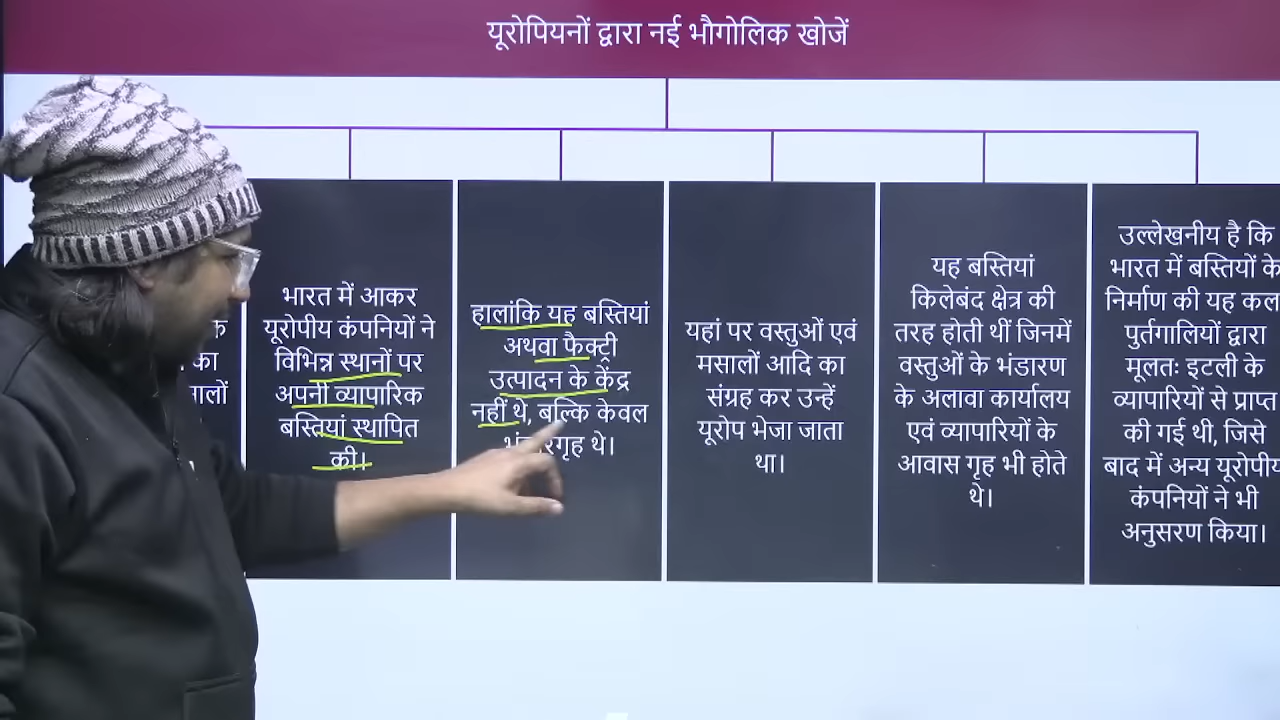 यूरोपियनों द्वारा नई भौगोलिक खोजें
भारत में आकर
यूरोपीय कंपनियों ने
विभिन्न स्थानों पर
अपनी व्यापारिक
बस्तियां स्थापित
की।
हालांकि यह बस्तियां
अथवा फैक्ट्री
उत्पादन के केंद्र
नहीं थे, बल्कि केवल
थे।
यहां पर वस्तुओं एवं
मसालों आदि का
संग्रह कर उन्हें
यूरोप भेजा जाता
था।
यह बस्तियां
किलेबंद क्षेत्र की
तरह होती थीं जिनमें
वस्तुओं के भंडारण
के अलावा कार्यालय
एवं व्यापारियों के
आवास गृह भी होते
थे।
उल्लेखनीय है कि
भारत में बस्तियों के
निर्माण की यह कला
पुर्तगालियों द्वारा
मूलतः इटली के
व्यापारियों से प्राप्त
की गई थी, जिसे
बाद में अन्य यूरोपीय
कंपनियों ने भी
अनुसरण किया।